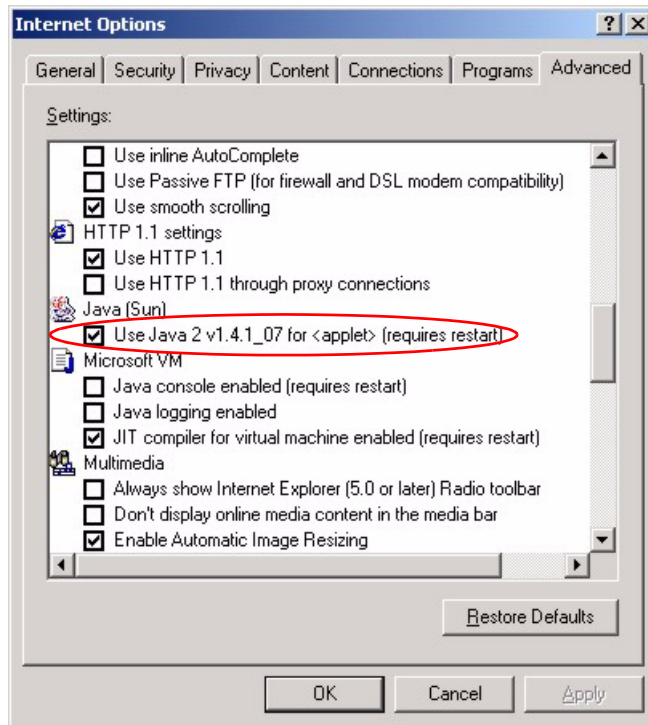 Internet Options
General Security Privacy Content Connections Programs Advanced
Settings:
Use inline AutoComplete
Use Passive FTP (for firewall and DSL modem compatibility)
Use smooth scrolling
HTTP 1.1 settings
Use HTTP 1.1
Use HTTP 1.1 through proxy connections
Java (Sun)
Use Java 2 v1.4.1_07 for <applet> (requires restart)
Microsoft VM
Java console enabled (requires restart)
Java logging enabled
JIT compiler for virtual machine enabled (requires restart)
Multimedia
Always show Internet Explorer (5.0 or later) Radio toolbar
Don't display online media content in the media bar
Enable Automatic Image Resizing
Restore Defaults
OK Cancel Apply